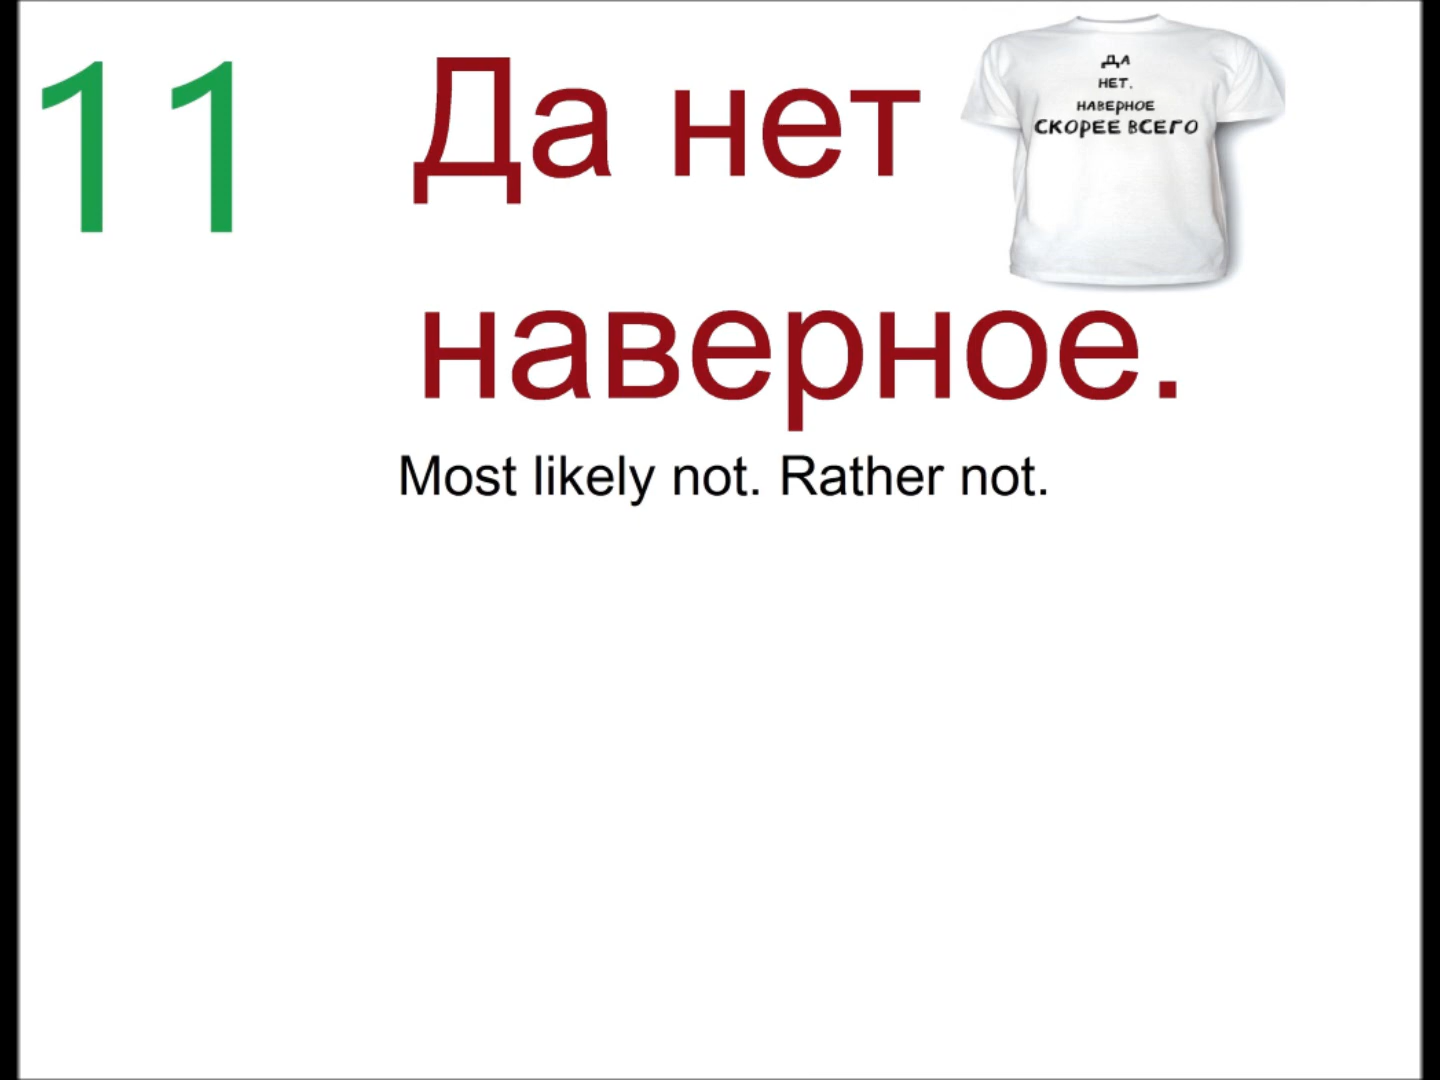 11
Да нет
ДА
НЕТ.
НАВЕРНОЕ
СКОРЕЕ ВСЕГО
наверное.
Most likely not. Rather not.